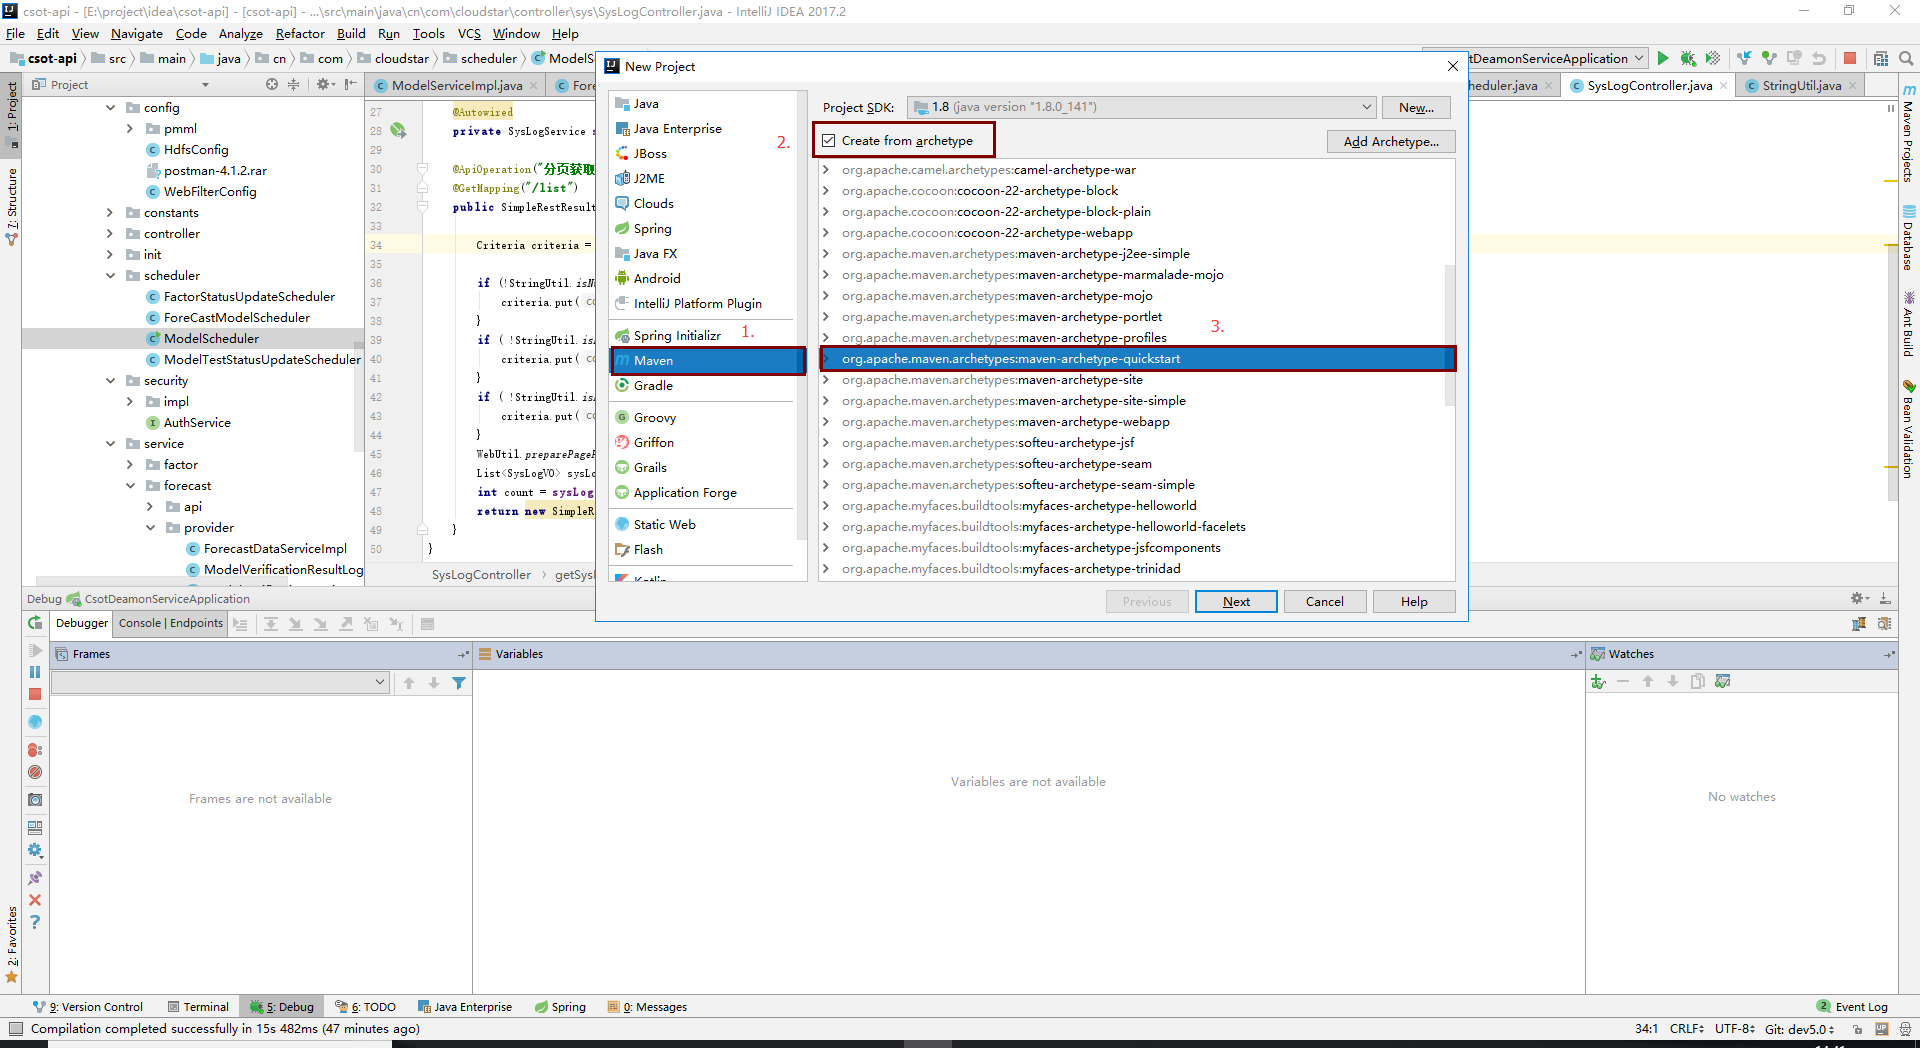 csot-api - [E:\project\idea\csot-api] - [csot-api] - ...\src\main\java\cn\com\cloudstar\controller\sys\SysLogController.java - IntelliJ IDEA 2017.2
File Edit View Navigate Code Analyze Refactor Build Run Tools VCS Window Help
csot-api src main java cn com cloudstar scheduler ModelS
tDeamonServiceApplication
Project
ModelServiceImpl.java
Fore
heduler.java
SysLogController.java
StringUtil.java
1: Project
7: Structure
2: Favorites
config
pmml
HdfsConfig
postman-4.1.2.rar
WebFilterConfig
constants
controller
init
scheduler
FactorStatusUpdateScheduler
ForeCastModelScheduler
ModelScheduler
ModelTestStatusUpdateScheduler
security
impl
AuthService
service
factor
forecast
api
provider
ForecastDataServiceImpl
ModelVerificationResultLog
27 @Autowired
28 private SysLogService s
29
30 @ApiOperation("分页获取
31 @GetMapping("/list")
32 public SimpleRestResult
33
34 Criteria criteria =
35
36 if (!StringUtil.isNu
37 criteria.put( CO
38 }
39 if ( !StringUtil.isN
40 criteria.put( CO
41 }
42 if ( !StringUtil.isN
43 criteria.put( CO
44 }
45 WebUtil.preparePageP
46 List<SysLogVO> sysLo
47 int count = sysLog
48 return new SimpleR
49 }
50 }
SysLogController getSysl
New Project
Java
Java Enterprise
JBoss
J2ME
Clouds
Spring
Java FX
Android
IntelliJ Platform Plugin
Spring Initializr
Maven
Gradle
Groovy
Griffon
Grails
Application Forge
Static Web
Flash
Kotlin
1.
2.
3.
Project SDK: 1.8 (java version "1.8.0_141") New...
Create from archetype Add Archetype...
org.apache.camel.archetypes:camel-archetype-war
org.apache.cocoon:cocoon-22-archetype-block
org.apache.cocoon:cocoon-22-archetype-block-plain
org.apache.cocoon:cocoon-22-archetype-webapp
org.apache.maven.archetypes:maven-archetype-j2ee-simple
org.apache.maven.archetypes:maven-archetype-marmalade-mojo
org.apache.maven.archetypes:maven-archetype-mojo
org.apache.maven.archetypes:maven-archetype-portlet
org.apache.maven.archetypes:maven-archetype-profiles
org.apache.maven.archetypes:maven-archetype-quickstart
org.apache.maven.archetypes:maven-archetype-site
org.apache.maven.archetypes:maven-archetype-site-simple
org.apache.maven.archetypes:maven-archetype-webapp
org.apache.maven.archetypes:softeu-archetype-jsf
org.apache.maven.archetypes:softeu-archetype-seam
org.apache.maven.archetypes:softeu-archetype-seam-simple
org.apache.myfaces.buildtools:myfaces-archetype-helloworld
org.apache.myfaces.buildtools:myfaces-archetype-helloworld-facelets
org.apache.myfaces.buildtools:myfaces-archetype-jsfcomponents
org.apache.myfaces.buildtools:myfaces-archetype-trinidad
Previous Next Cancel Help
Maven Projects
Database
Ant Build
Bean Validation
Debug CsotDeamonServiceApplication
Debugger Console | Endpoints
Frames
Variables
Watches
Frames are not available
Variables are not available
No watches
9: Version Control Terminal 5: Debug 6: TODO Java Enterprise Spring 0: Messages 2 Event Log
Compilation completed successfully in 15s 482ms (47 minutes ago) 34:1 CRLF UTF-8 Git: dev5.0